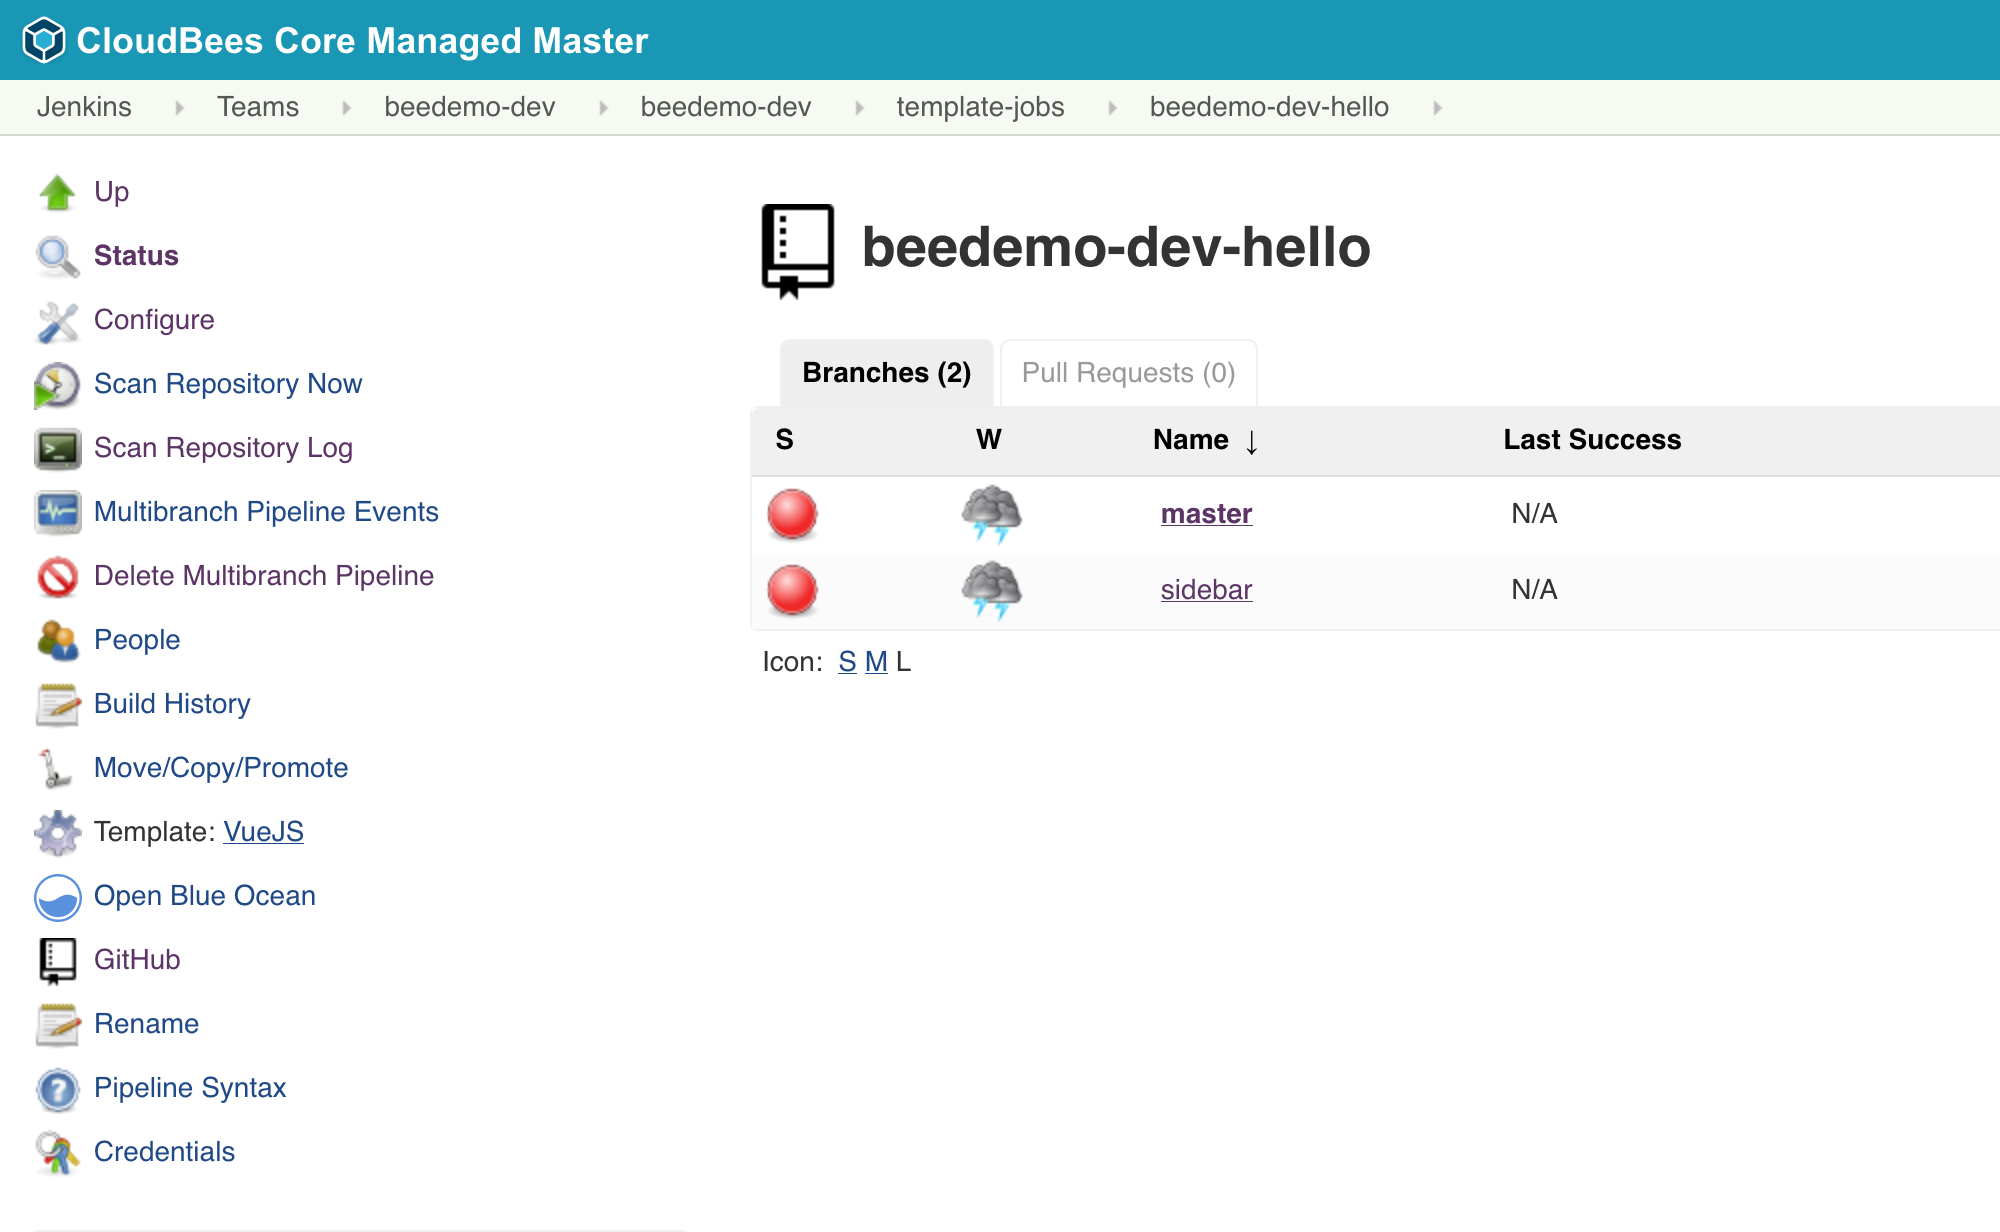 CloudBees Core Managed Master
Jenkins Teams beedemo-dev beedemo-dev template-jobs beedemo-dev-hello
Up
Status
Configure
Scan Repository Now
Scan Repository Log
Multibranch Pipeline Events
Delete Multibranch Pipeline
People
Build History
Move/Copy/Promote
Template: VueJS
Open Blue Ocean
GitHub
Rename
Pipeline Syntax
Credentials
beedemo-dev-hello
Branches (2) Pull Requests (0)
S W Name ↓ Last Success
master N/A
sidebar N/A
Icon: S M L